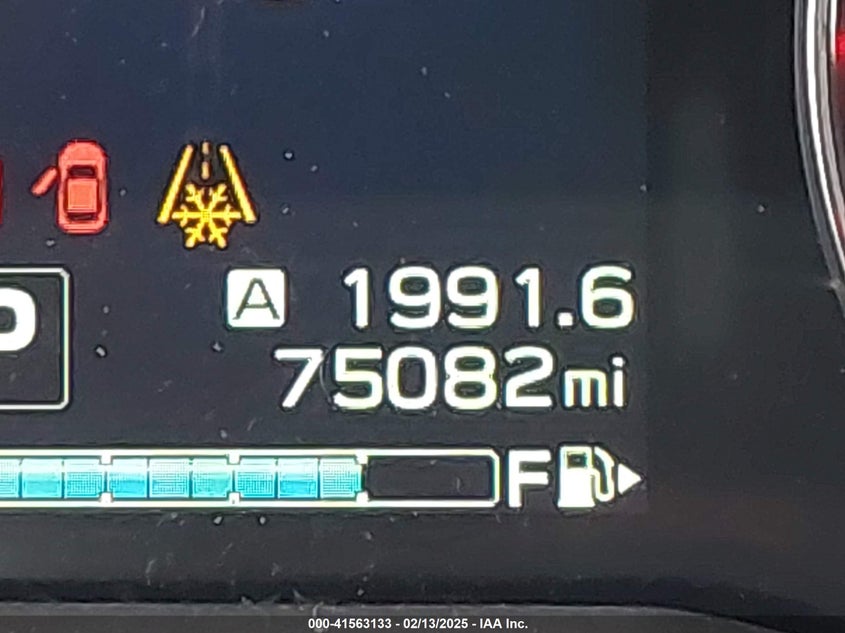 A 1991.6
75082mi
F
000-41563133 - 02/13/2025 - IAA Inc.